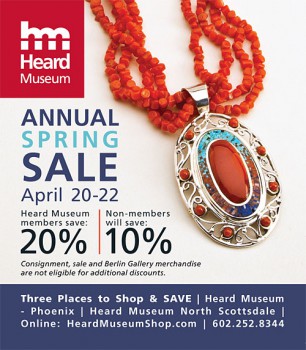 hm
Heard
Museum
ANNUAL
SPRING
SALE
April 20-22
Heard Museum
members save:
20%
Non-members
will save:
10%
Consignment, sale and Berlin Gallery merchandise
are not eligible for additional discounts.
Three Places to Shop & SAVE | Heard Museum
- Phoenix | Heard Museum North Scottsdale |
Online: HeardMuseumShop.com | 602.252.8344